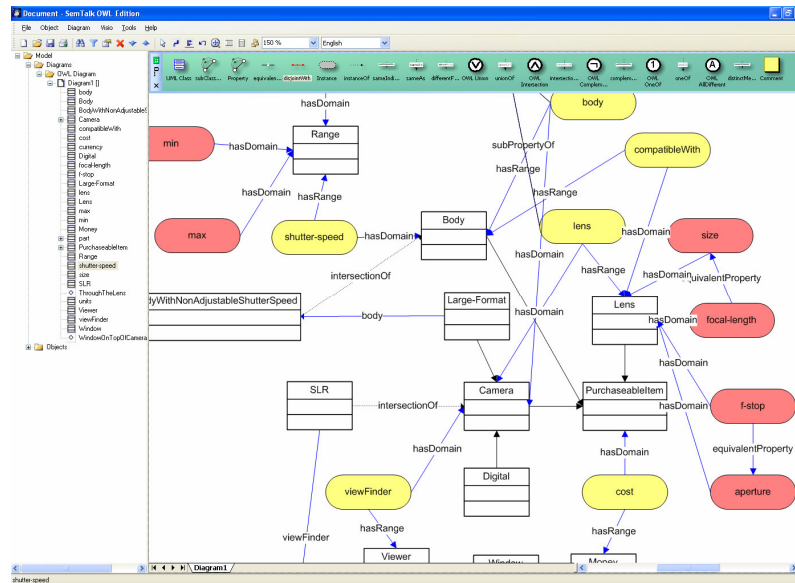 Document - SemTalk OWL Edition
File Object Diagram Visio Tools Help
150 % English
Model
Diagrams
OWL Diagram
Diagram1 []
body
Body
BodyWithNonAdjustableS
Camera
compatibleWith
cost
currency
Digital
focal-length
f-stop
Large-Format
lens
Lens
max
min
Money
part
PurchaseableItem
Range
shutter-speed
size
SLR
ThroughTheLens
units
Viewer
viewFinder
Window
WindowOnTopOfCamera
Objects
UML Class subClass... Property equivales... disjointWith Instance instanceOf sameIndi... sameAs differentF... OWL Union unionOf OWL Intersection intersectio... OWL Complem... complem... OWL OneOf oneOf OWL AllDifferent distinctMe... Comment
hasDomain
body
min
hasDomain
Range
subPropertyOf
compatibleWith
hasRange
hasDomain
hasRange
max
shutter-speed
hasDomain
Body
lens
hasDomain
size
intersectionOf
hasRange
hasDomain
uivalentProperty
dyWithNonAdjustableShutterSpeed
Large-Format
Lens
body
hasDomain
hasDomain
focal-length
hasDomain
SLR
intersectionOf
Camera
PurchaseableItem
hasDomain
f-stop
hasDomain
hasDomain
equivalentProperty
Digital
viewFinder
cost
aperture
hasRange
hasRange
viewFinder
Viewer
Window
Money
Diagram1
shutter-speed